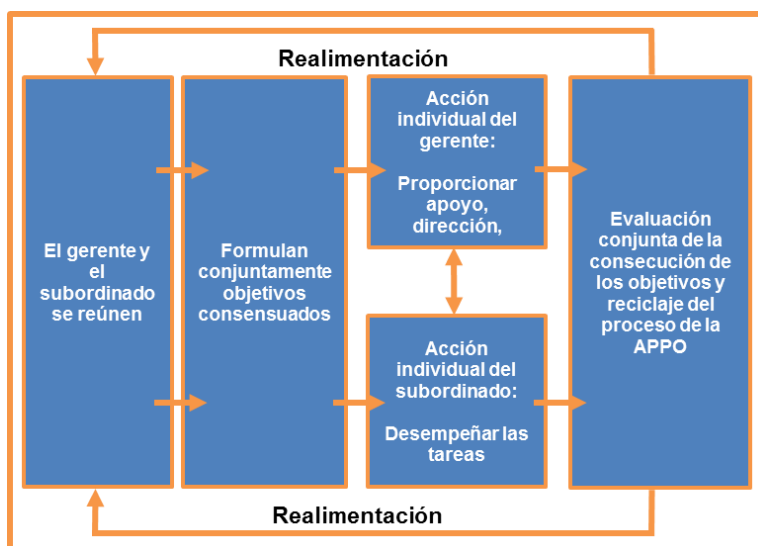 Realimentación
El gerente y
el
subordinado
se reúnen
Formulan
conjuntamente
objetivos
consensuados
Acción
individual del
gerente:
Proporcionar
apoyo,
dirección,
Acción
individual del
subordinado:
Desempeñar las
tareas
Evaluación
conjunta de la
consecución de
los objetivos y
reciclaje del
proceso de la
APPO
Realimentación